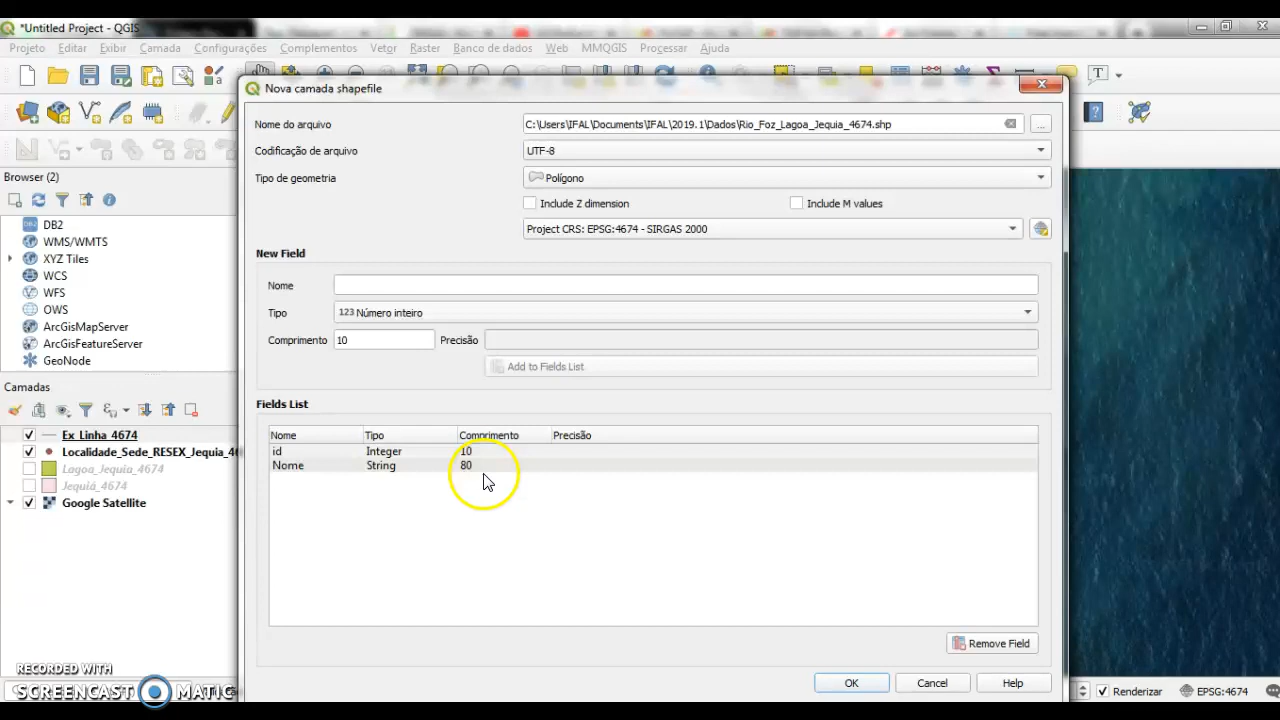 *Untitled Project - QGIS
Projeto Editar Exibir Camada Configurações Complementos Vetor Raster Banco de dados Web MMQGIS Processar Ajuda
Nova camada shapefile
Nome do arquivo C:\Users\IFAL\Documents\IFAL\2019.1\Dados\Rio_Foz_Lagoa_Jequia_4674.shp ...
Codificação de arquivo UTF-8
Tipo de geometria Polígono
Include Z dimension Include M values
Project CRS: EPSG:4674 - SIRGAS 2000
New Field
Nome
Tipo 123 Número inteiro
Comprimento 10 Precisão
Add to Fields List
Fields List
Nome Tipo Comprimento Precisão
id Integer 10
Nome String 80
Remove Field
OK Cancel Help
Browser (2)
DB2
WMS/WMTS
XYZ Tiles
WCS
WFS
OWS
ArcGisMapServer
ArcGisFeatureServer
GeoNode
Camadas
Ex_Linha_4674
Localidade_Sede_RESEX_Jequia_4
Lagoa_Jequia_4674
Jequiá_4674
Google Satellite
RECORDED WITH
SCREENCAST MATIC
Renderizar EPSG:4674